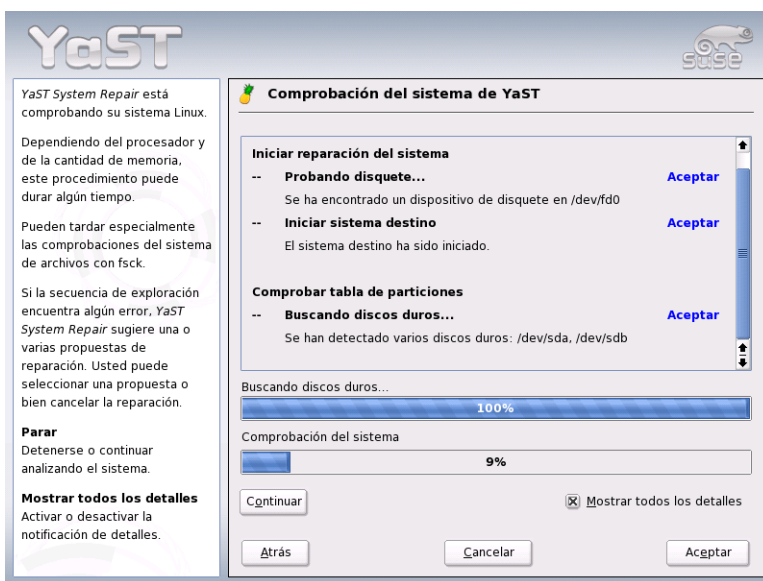 YaST
SUSE
YaST System Repair está
comprobando su sistema Linux.
Dependiendo del procesador y
de la cantidad de memoria,
este procedimiento puede
durar algún tiempo.
Pueden tardar especialmente
las comprobaciones del sistema
de archivos con fsck.
Si la secuencia de exploración
encuentra algún error, YaST
System Repair sugiere una o
varias propuestas de
reparación. Usted puede
seleccionar una propuesta o
bien cancelar la reparación.
Parar
Detenerse o continuar
analizando el sistema.
Mostrar todos los detalles
Activar o desactivar la
notificación de detalles.
Comprobación del sistema de YaST
Iniciar reparación del sistema
-- Probando disquete... Aceptar
Se ha encontrado un dispositivo de disquete en /dev/fd0
-- Iniciar sistema destino Aceptar
El sistema destino ha sido iniciado.
Comprobar tabla de particiones
-- Buscando discos duros... Aceptar
Se han detectado varios discos duros: /dev/sda, /dev/sdb
Buscando discos duros...
100%
Comprobación del sistema
9%
Continuar Mostrar todos los detalles
Atrás Cancelar Aceptar